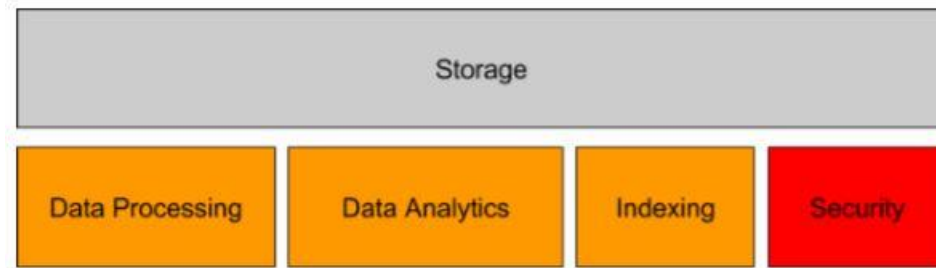 Storage
Data Processing Data Analytics Indexing Security